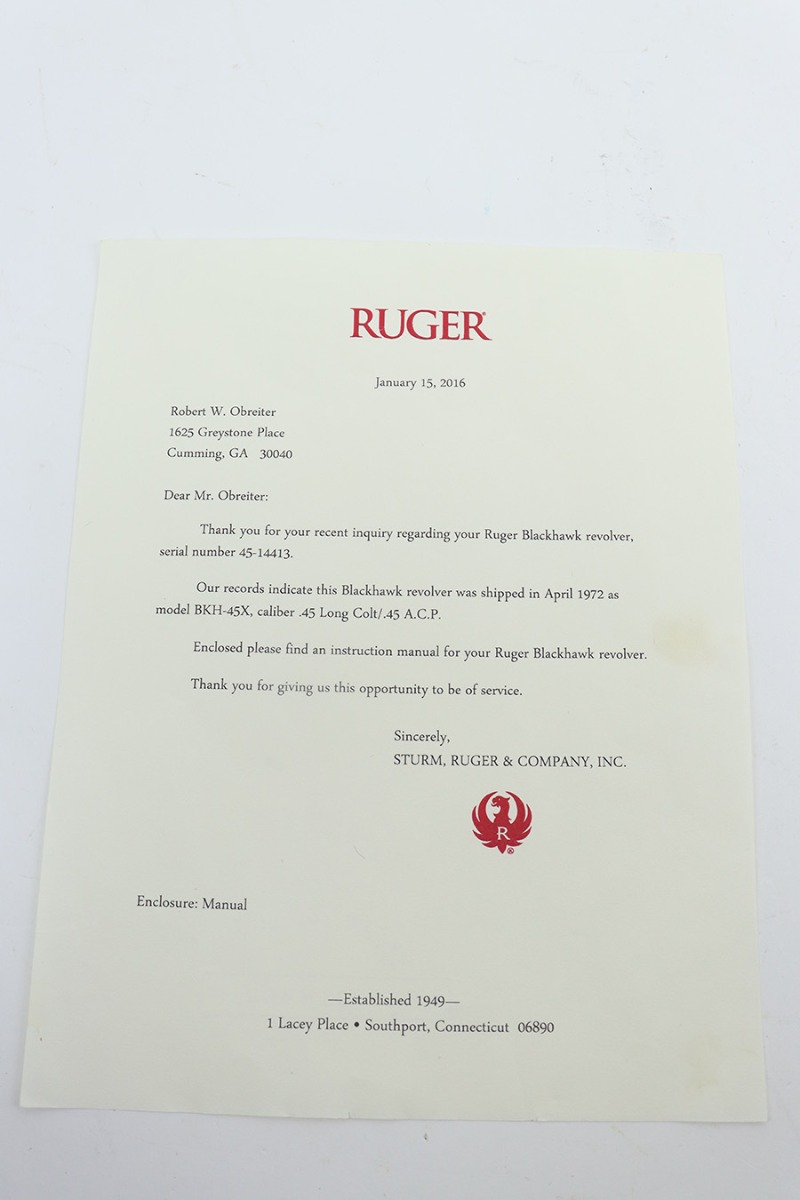 RUGER®
January 15, 2016
Robert W. Obreiter
1625 Greystone Place
Cumming, GA 30040
Dear Mr. Obreiter:
Thank you for your recent inquiry regarding your Ruger Blackhawk revolver,
serial number 45-14413.
Our records indicate this Blackhawk revolver was shipped in April 1972 as
model BKH-45X, caliber .45 Long Colt/.45 A.C.P.
Enclosed please find an instruction manual for your Ruger Blackhawk revolver.
Thank you for giving us this opportunity to be of service.
Sincerely,
STURM, RUGER & COMPANY, INC.
R ®
Enclosure: Manual
—Established 1949—
1 Lacey Place • Southport, Connecticut 06890